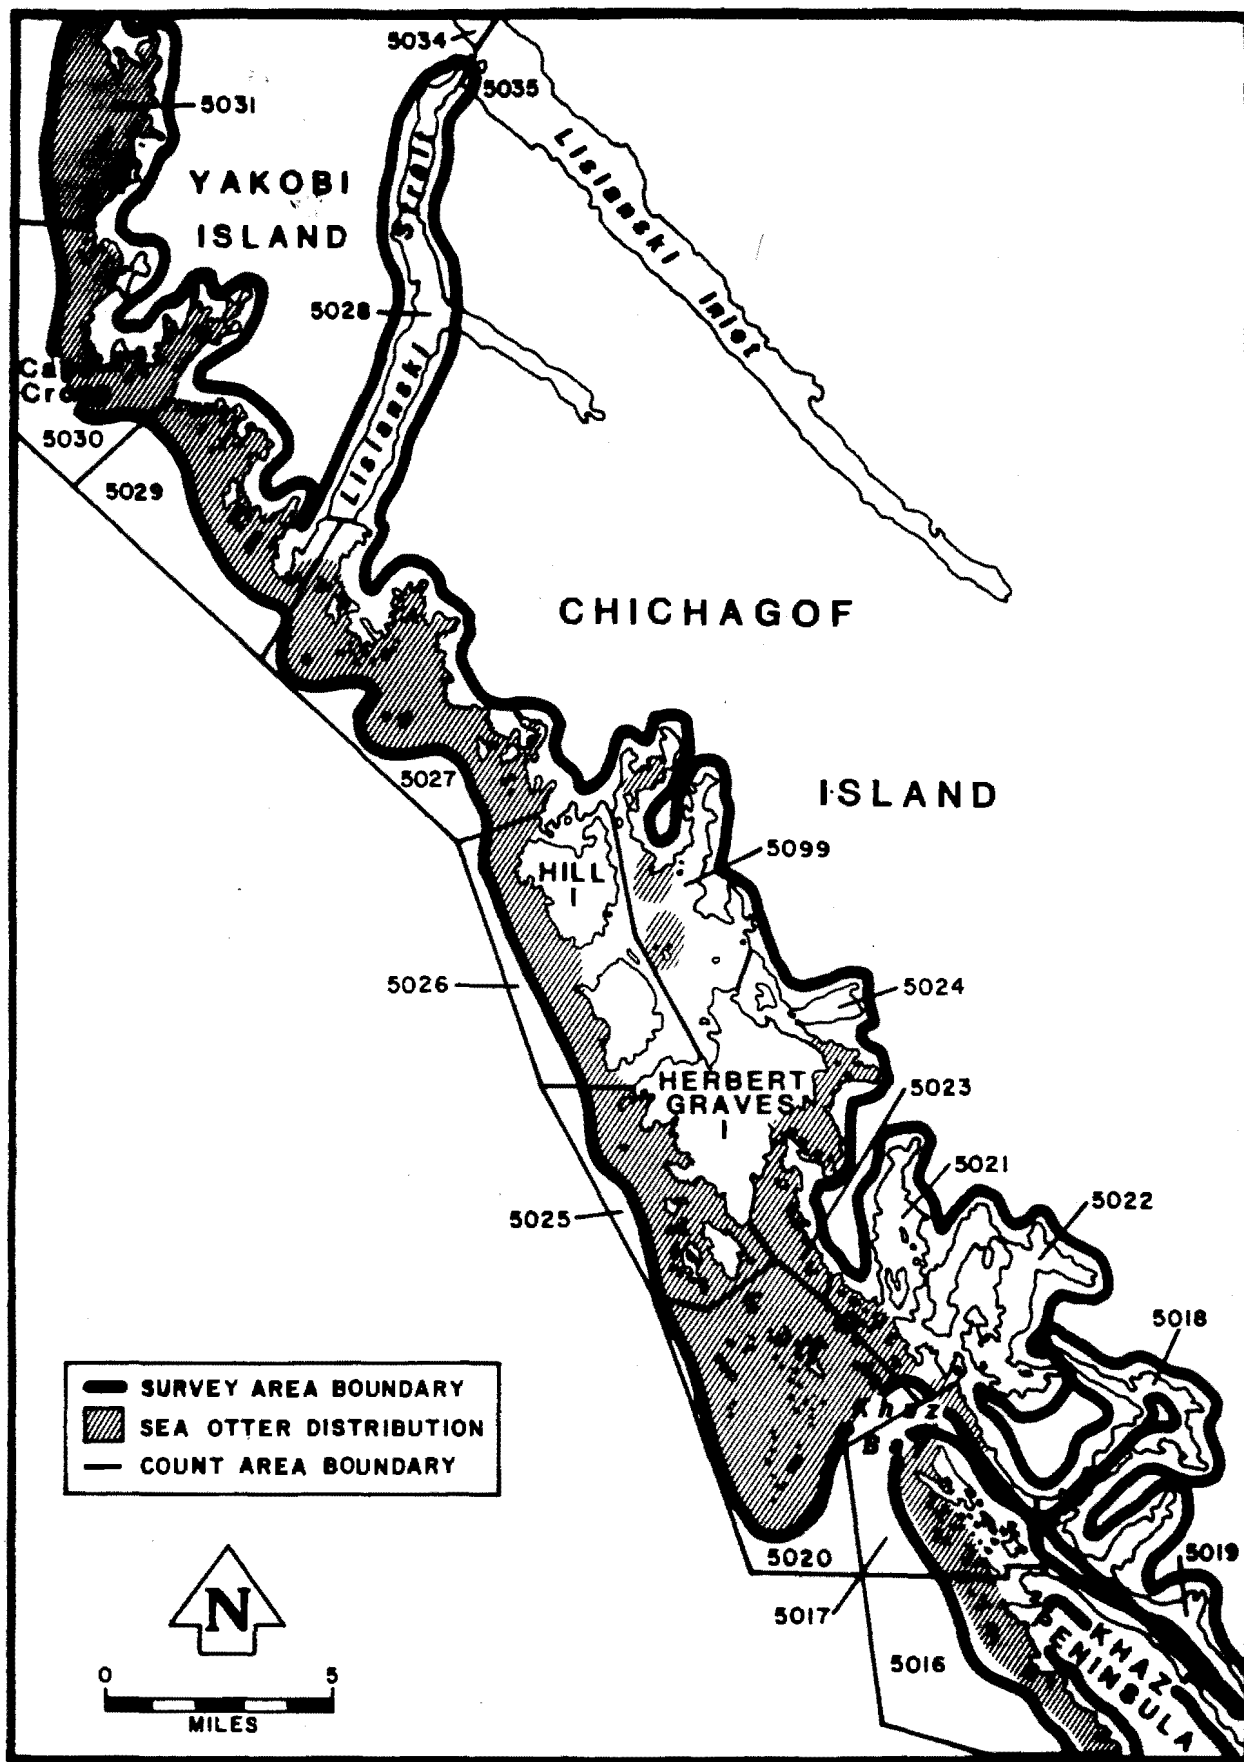 5034
5035
5031
YAKOBI
ISLAND
Lisianski Strait
Lisianski Inlet
5028
5030
5029
CHICHAGOF
ISLAND
5027
5099
HILL
I
5026
5024
HERBERT
GRAVES
I
5023
5021
5022
5025
5018
Khaz
SURVEY AREA BOUNDARY
SEA OTTER DISTRIBUTION
COUNT AREA BOUNDARY
5020
5019
5017
5016
KHAZ
PENINSULA
N
0 5
MILES